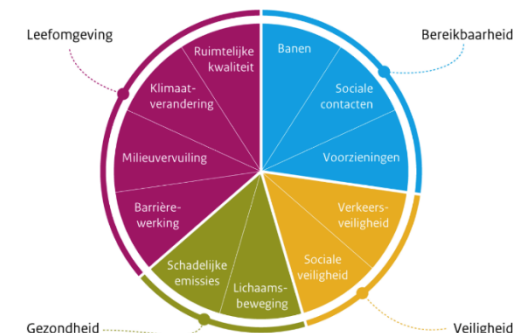 Leefomgeving
Bereikbaarheid
Ruimtelijke
kwaliteit
Banen
Klimaat-
verandering
Sociale
contacten
Milieuvervuiling
Voorzieningen
Barrière-
werking
Verkeers-
veiligheid
Schadelijke
emissies
Lichaams-
beweging
Sociale
veiligheid
Gezondheid
Veiligheid